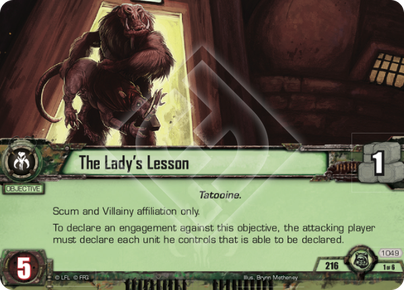 The Lady's Lesson
1
OBJECTIVE
Tatooine.
Scum and Villainy affiliation only.
To declare an engagement against this objective, the attacking player
must declare each unit he controls that is able to be declared.
1049
216
1 of 6
5
© LFL © FFG
Illus. Brynn Metheney